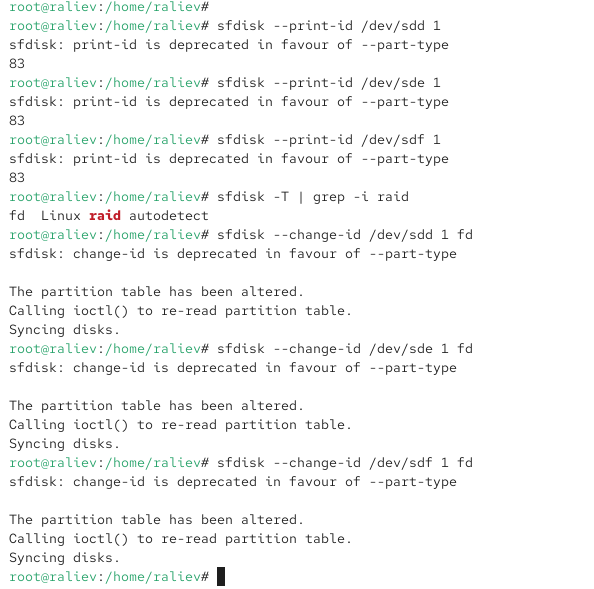 root@raliev:/home/raliev#
root@raliev:/home/raliev# sfdisk --print-id /dev/sdd 1
sfdisk: print-id is deprecated in favour of --part-type
83
root@raliev:/home/raliev# sfdisk --print-id /dev/sde 1
sfdisk: print-id is deprecated in favour of --part-type
83
root@raliev:/home/raliev# sfdisk --print-id /dev/sdf 1
sfdisk: print-id is deprecated in favour of --part-type
83
root@raliev:/home/raliev# sfdisk -T | grep -i raid
fd  Linux raid autodetect
root@raliev:/home/raliev# sfdisk --change-id /dev/sdd 1 fd
sfdisk: change-id is deprecated in favour of --part-type

The partition table has been altered.
Calling ioctl() to re-read partition table.
Syncing disks.
root@raliev:/home/raliev# sfdisk --change-id /dev/sde 1 fd
sfdisk: change-id is deprecated in favour of --part-type

The partition table has been altered.
Calling ioctl() to re-read partition table.
Syncing disks.
root@raliev:/home/raliev# sfdisk --change-id /dev/sdf 1 fd
sfdisk: change-id is deprecated in favour of --part-type

The partition table has been altered.
Calling ioctl() to re-read partition table.
Syncing disks.
root@raliev:/home/raliev#